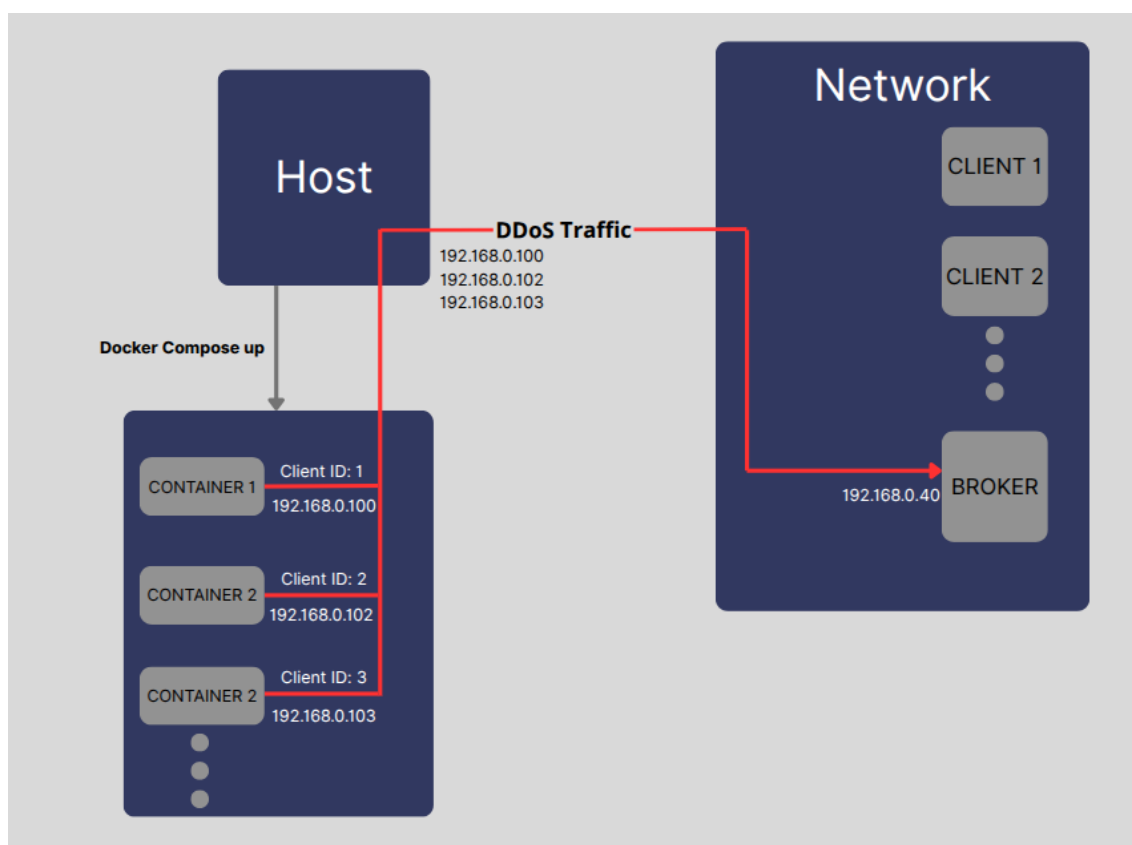 Host
Network
CLIENT 1
CLIENT 2
DDoS Traffic
192.168.0.100
192.168.0.102
192.168.0.103
Docker Compose up
CONTAINER 1
Client ID: 1
192.168.0.100
CONTAINER 2
Client ID: 2
192.168.0.102
CONTAINER 2
Client ID: 3
192.168.0.103
192.168.0.40
BROKER